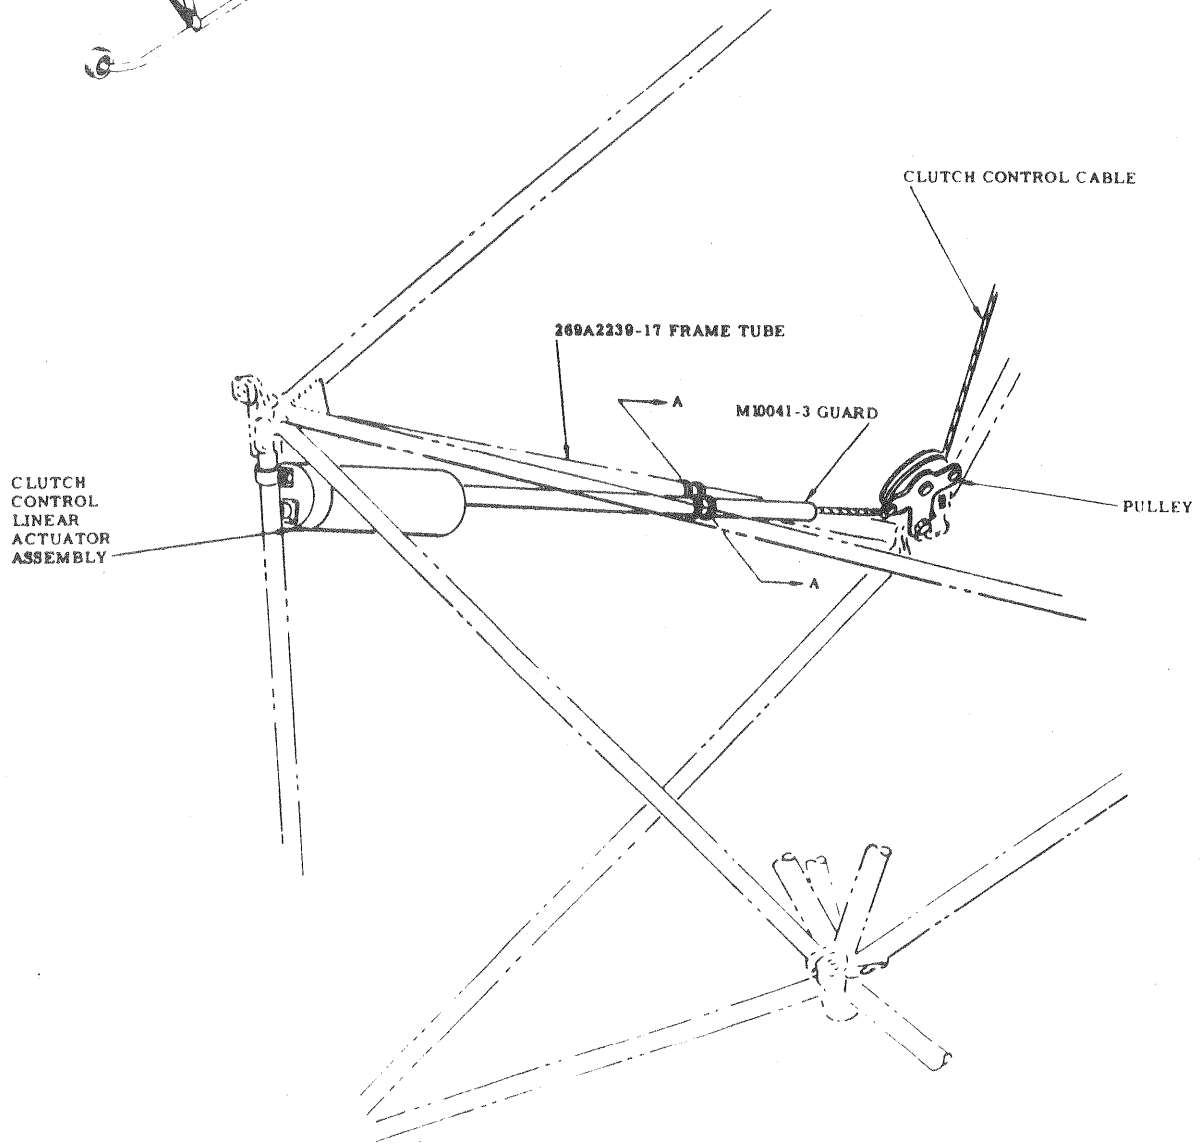 CLUTCH CONTROL CABLE
269A2239-17 FRAME TUBE
A
M10041-3 GUARD
CLUTCH
CONTROL
LINEAR
ACTUATOR
ASSEMBLY
PULLEY
A